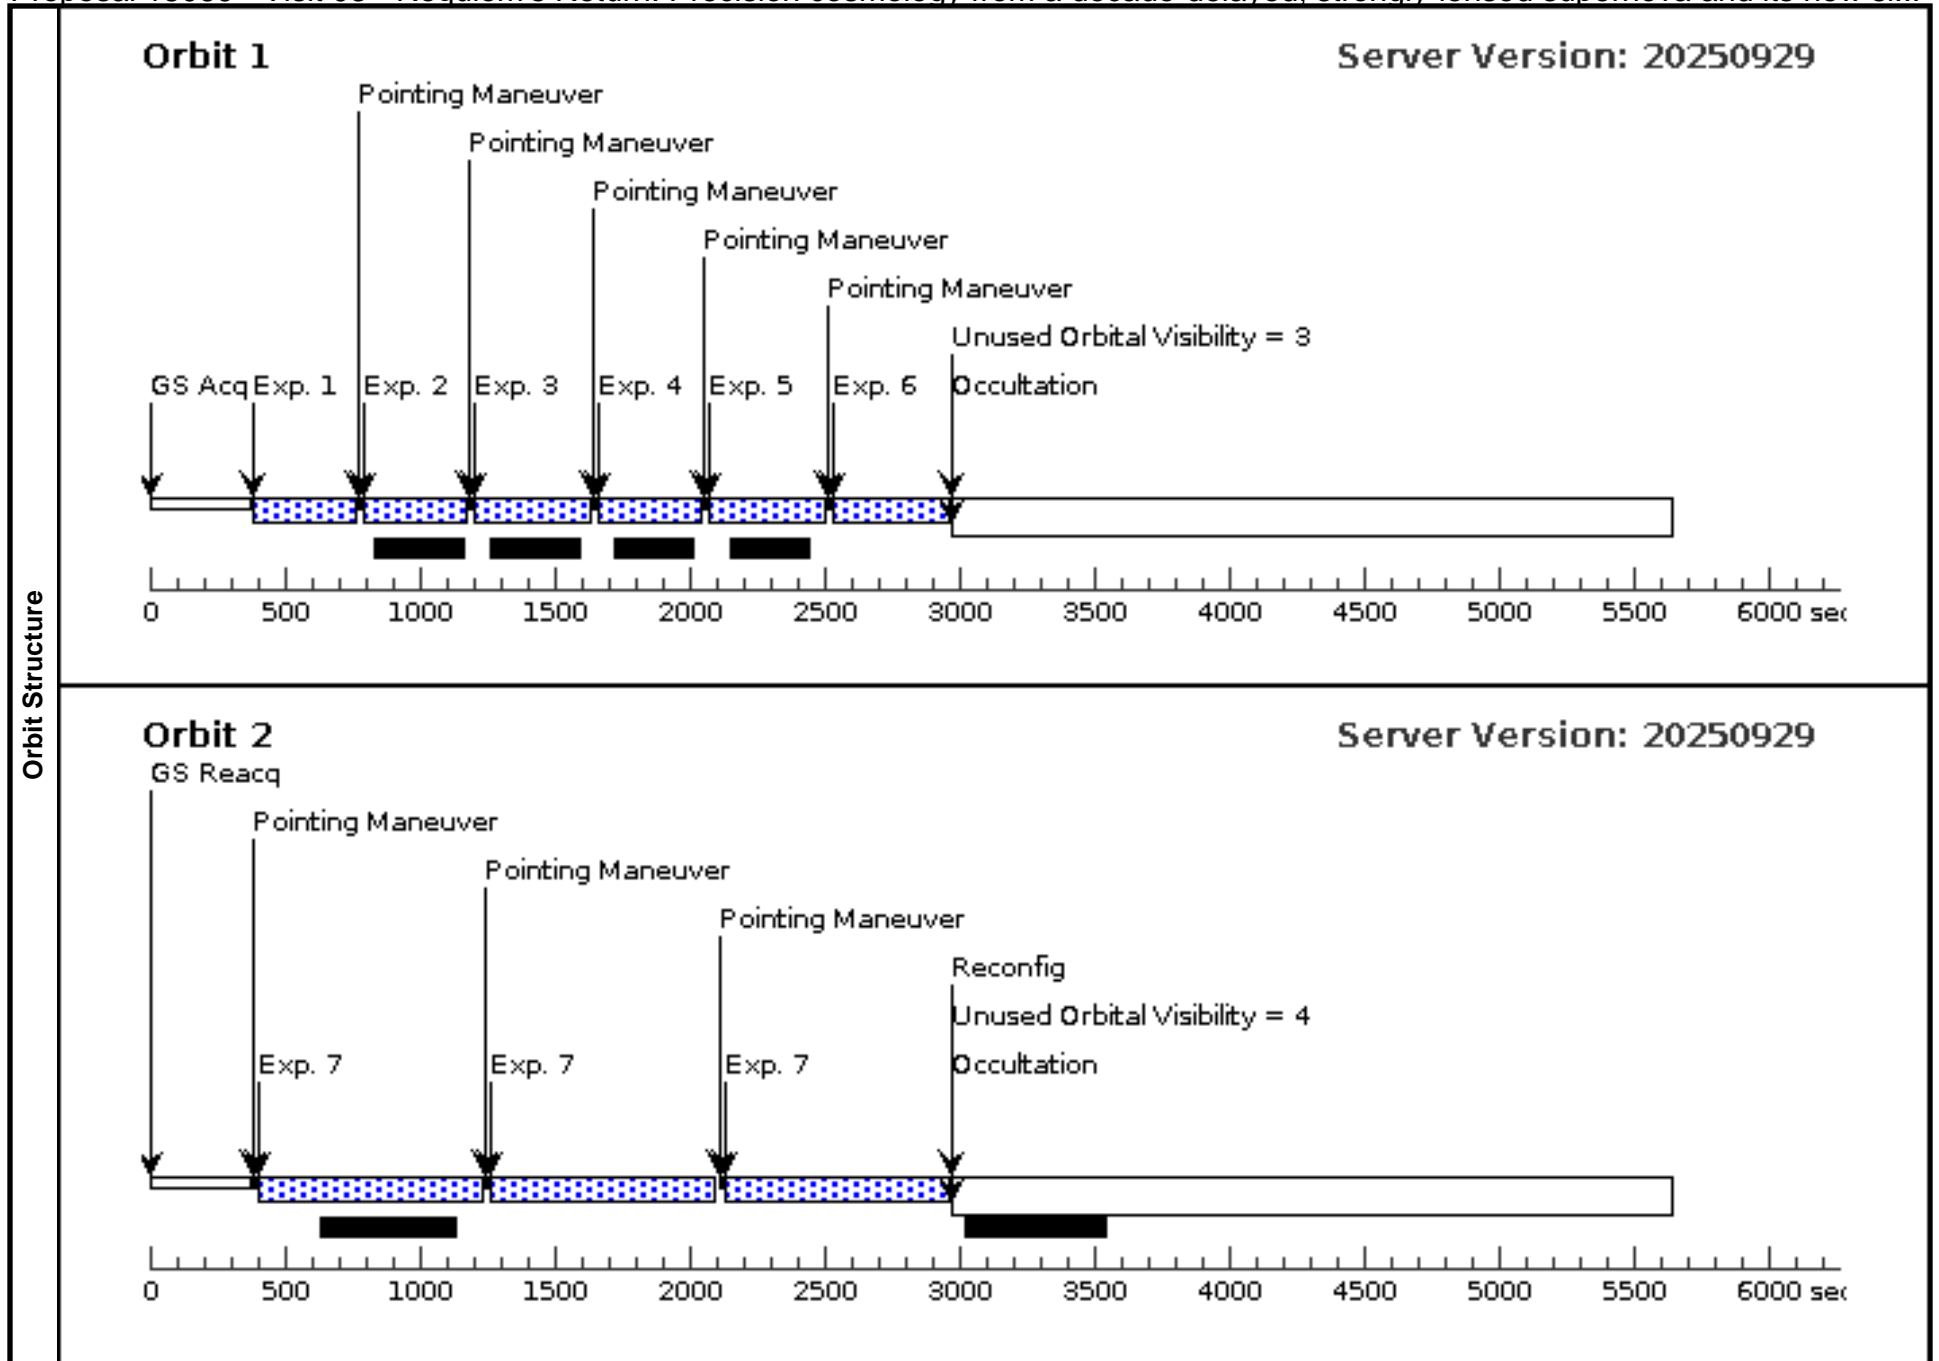 Orbit Structure
Orbit 1
Server Version: 20250929
Pointing Maneuver
Pointing Maneuver
Pointing Maneuver
Pointing Maneuver
Pointing Maneuver
Unused Orbital Visibility = 3
GS Acq Exp. 1 Exp. 2 Exp. 3 Exp. 4 Exp. 5 Exp. 6 Occultation
0 500 1000 1500 2000 2500 3000 3500 4000 4500 5000 5500 6000 sec
Orbit 2
Server Version: 20250929
GS Reacq
Pointing Maneuver
Pointing Maneuver
Pointing Maneuver
Reconfig
Unused Orbital Visibility = 4
Exp. 7 Exp. 7 Exp. 7 Occultation
0 500 1000 1500 2000 2500 3000 3500 4000 4500 5000 5500 6000 sec